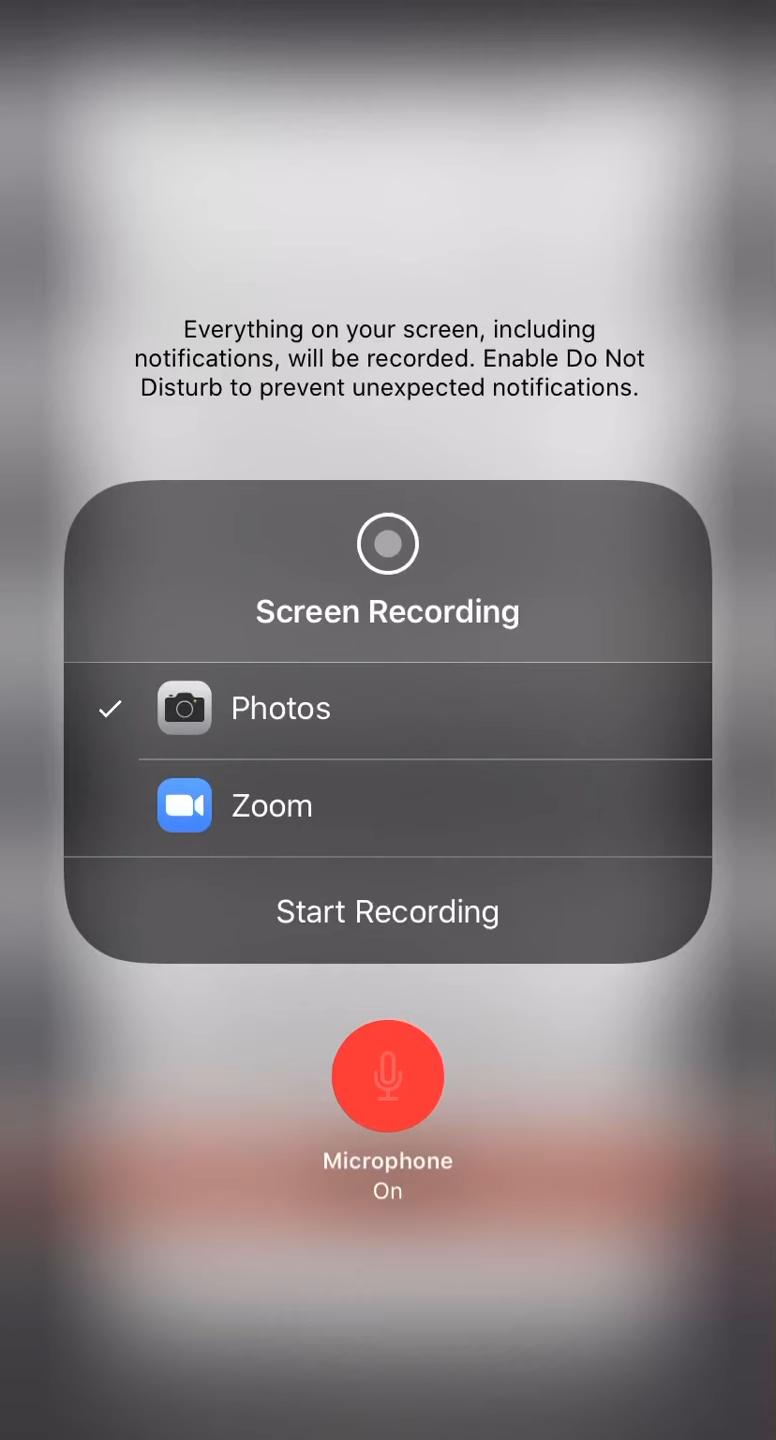 Everything on your screen, including
notifications, will be recorded. Enable Do Not
Disturb to prevent unexpected notifications.
Screen Recording
Photos
Zoom
Start Recording
Microphone
On